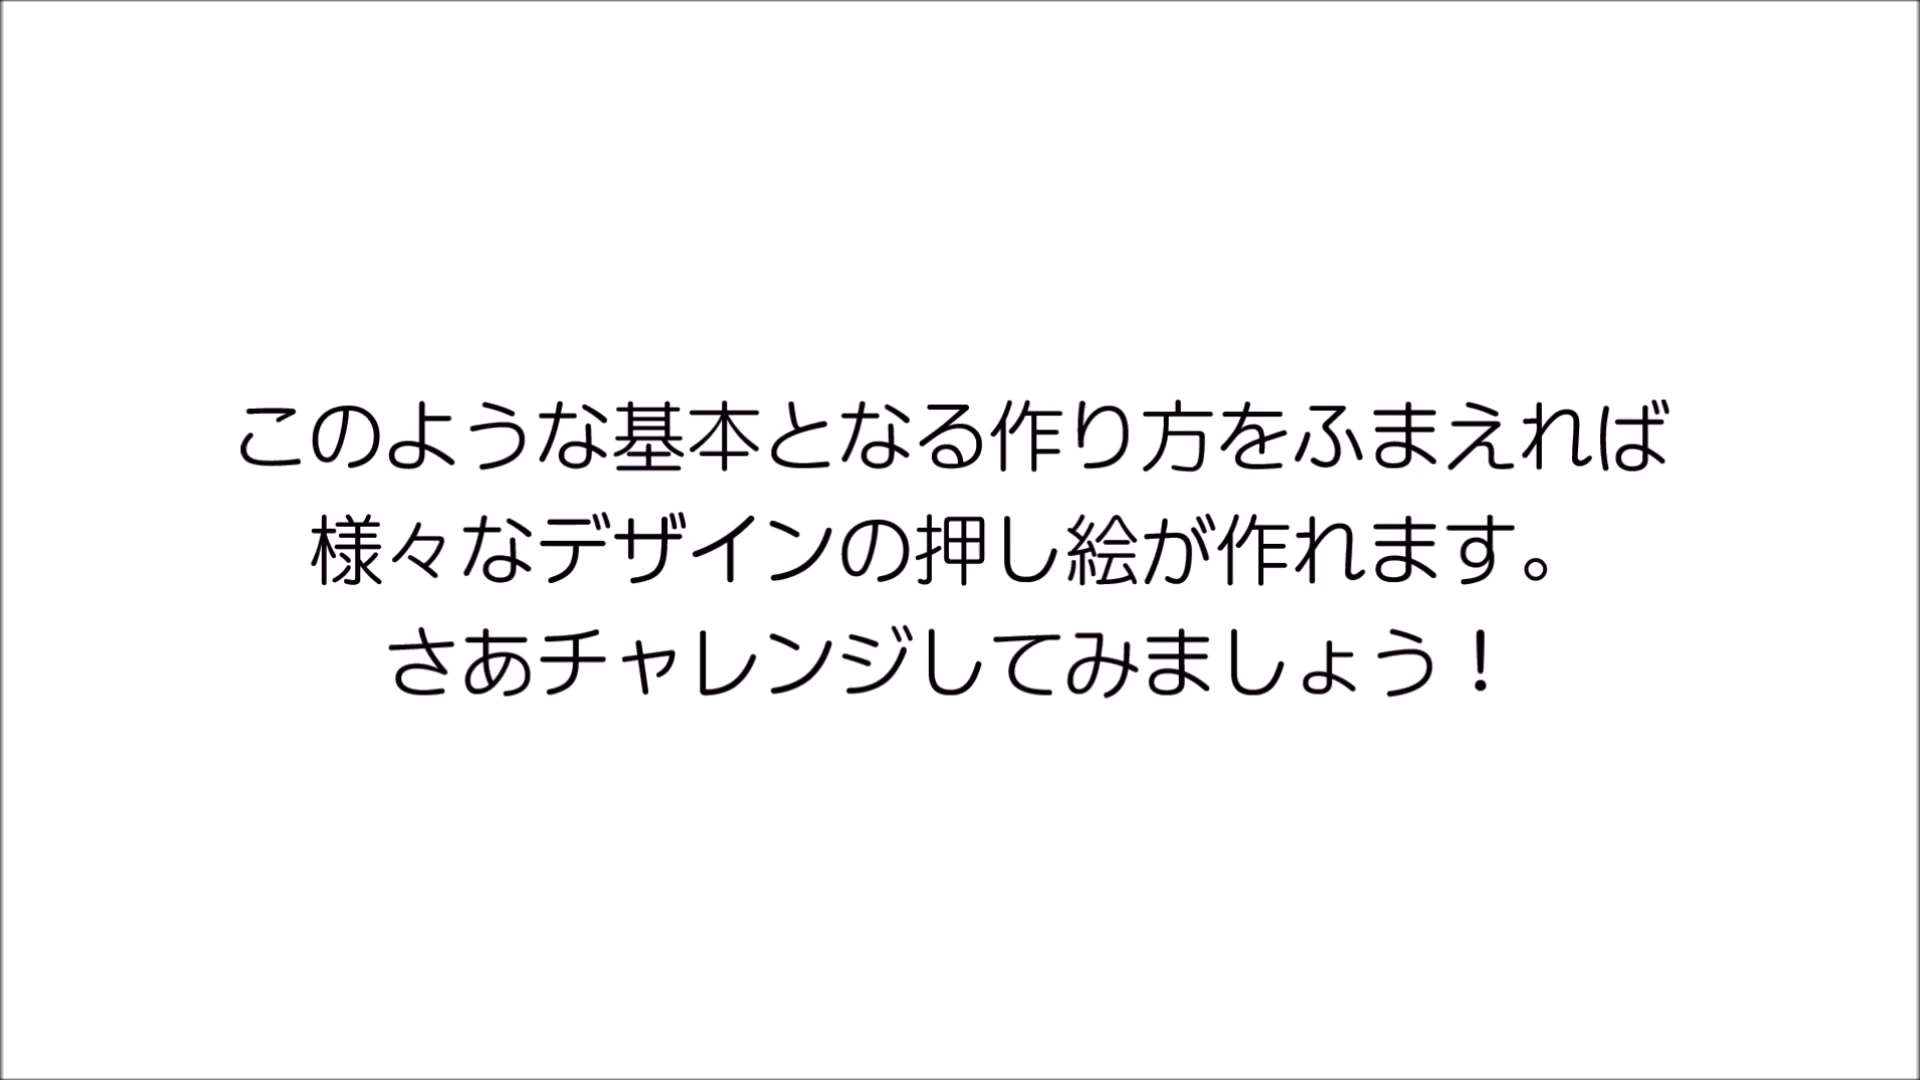 このような基本となる作り方をふまえれば
様々なデザインの押し絵が作れます。
さあチャレンジしてみましょう！